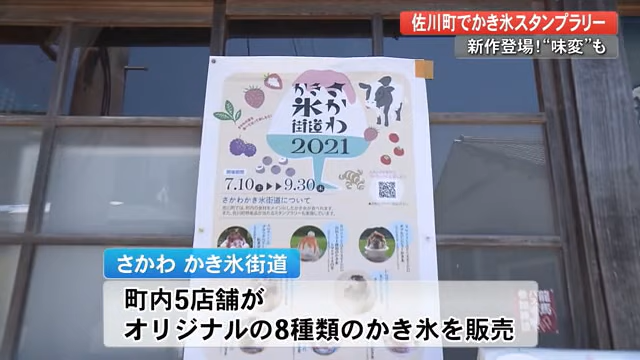 佐川町でかき氷スタンプラリー
新作登場!“味変”も
さかわ
かき氷
街道
2021
7.10 ▶▶▶ 9.30
さかわかき氷街道について
さかわ かき氷街道
町内5店舗が
オリジナルの8種類のかき氷を販売